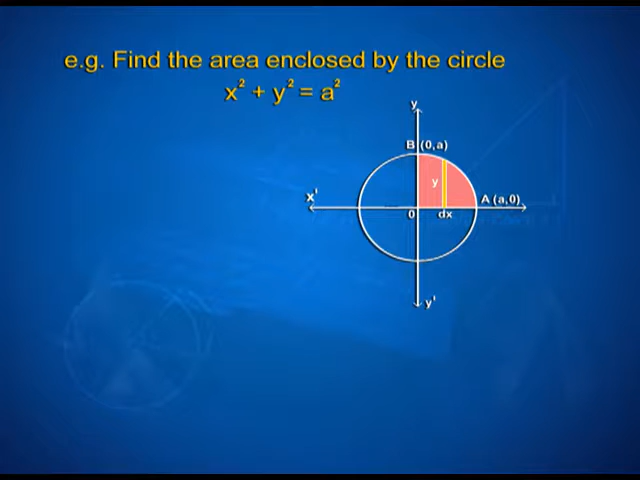 e.g. Find the area enclosed by the circle
x² + y² = a²
y
B (0,a)
y
x'
A (a,0)
0
dx
y'